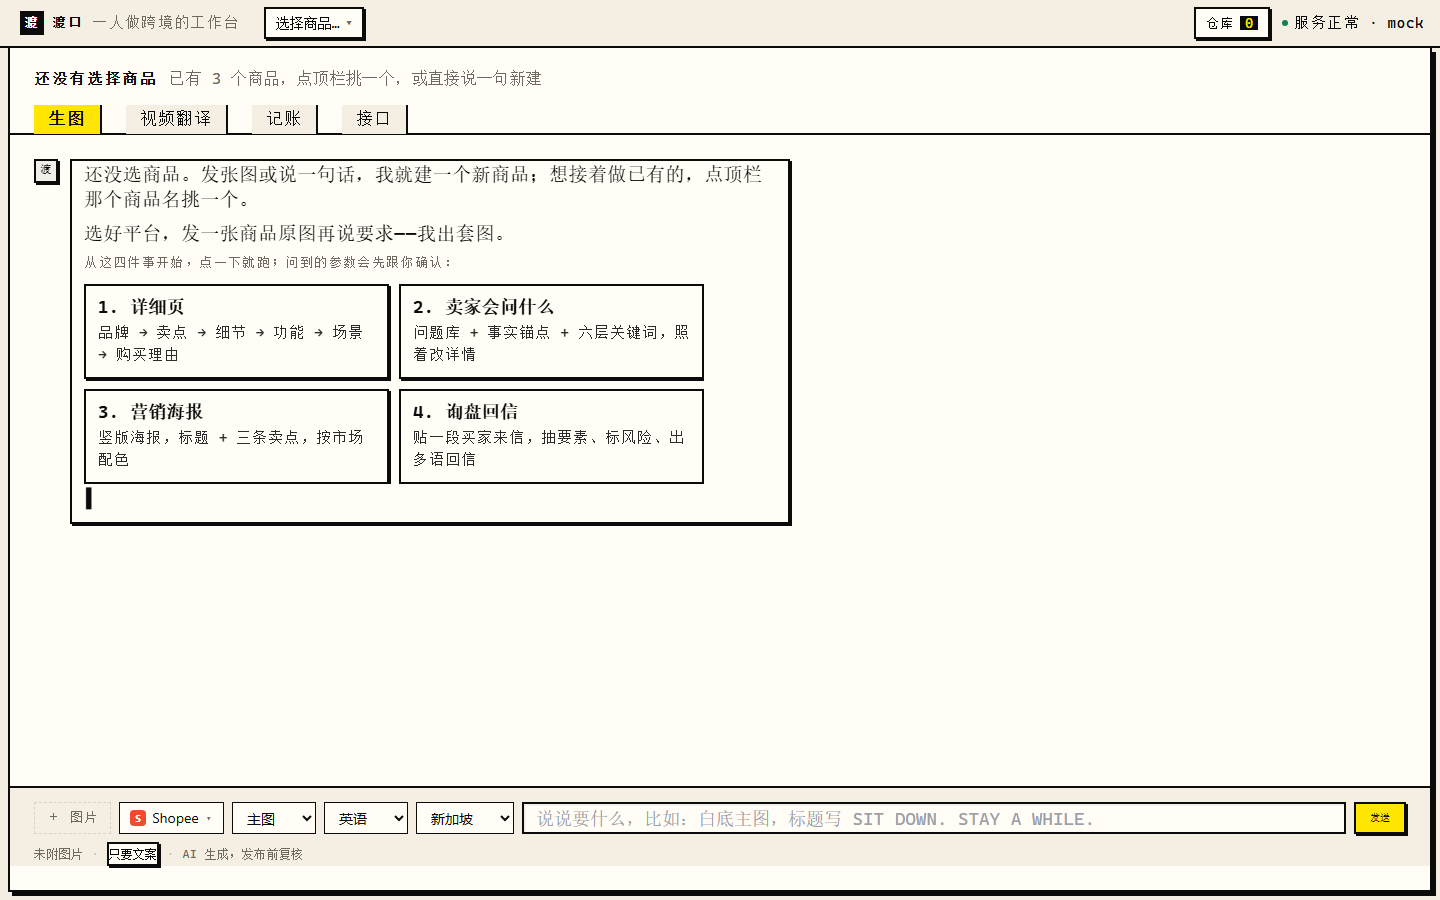 渡 渡口 一人做跨境的工作台 选择商品… ▾ 仓库 0 服务正常 · mock
还没有选择商品 已有 3 个商品，点顶栏挑一个，或直接说一句新建
生图 视频翻译 记账 接口
渡
还没选商品。发张图或说一句话，我就建一个新商品；想接着做已有的，点顶栏
那个商品名挑一个。
选好平台，发一张商品原图再说要求——我出套图。
从这四件事开始，点一下就跑；问到的参数会先跟你确认：
1. 详细页
品牌 → 卖点 → 细节 → 功能 → 场景
→ 购买理由
2. 卖家会问什么
问题库 + 事实锚点 + 六层关键词，照
着改详情
3. 营销海报
竖版海报，标题 + 三条卖点，按市场
配色
4. 询盘回信
贴一段买家来信，抽要素、标风险、出
多语回信
+ 图片 S Shopee ▾ 主图 英语 新加坡 说说要什么，比如：白底主图，标题写 SIT DOWN. STAY A WHILE. 发送
未附图片 · 只要文案 · AI 生成，发布前复核